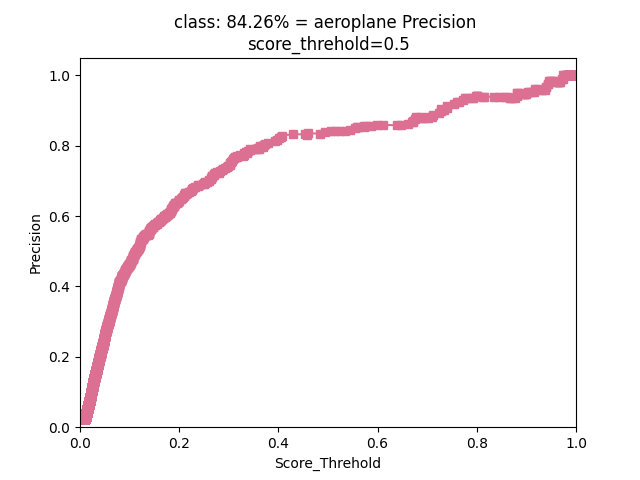 class: 84.26% = aeroplane Precision
score_threhold=0.5
1.0
0.8
0.6
0.4
0.2
0.0
Precision
0.0 0.2 0.4 0.6 0.8 1.0
Score_Threhold